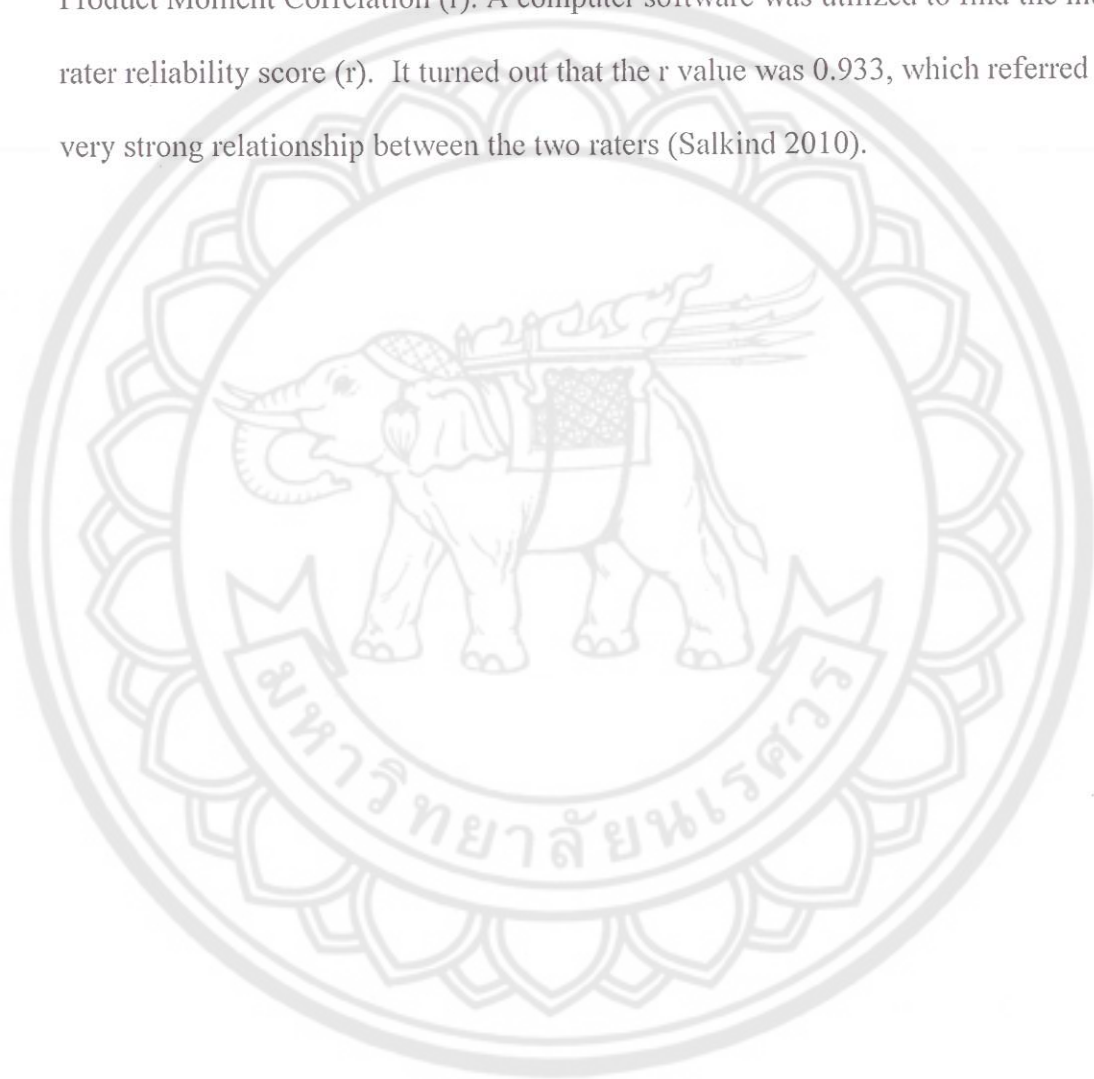 Product Moment Correlation (r). A computer software was utilized to find the
rater reliability score (r). It turned out that the r value was 0.933, which referred
very strong relationship between the two raters (Salkind 2010).
มหาวิทยาลัยนเรศวร